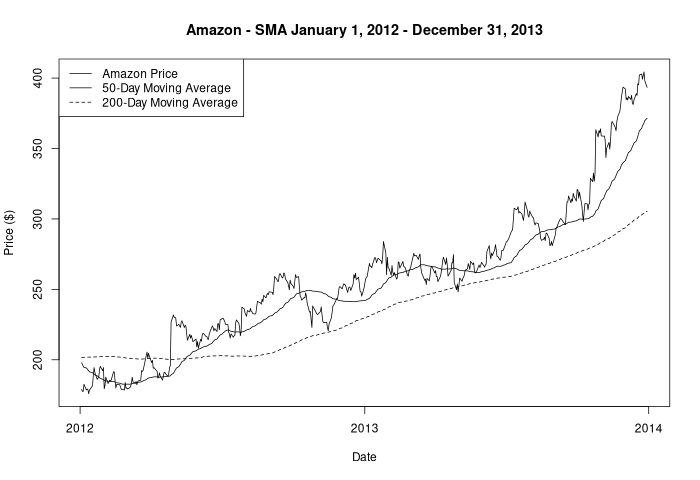 Amazon - SMA January 1, 2012 - December 31, 2013
Amazon Price
50-Day Moving Average
200-Day Moving Average
400
350
300
250
200
Price ($)
2012 2013 2014
Date